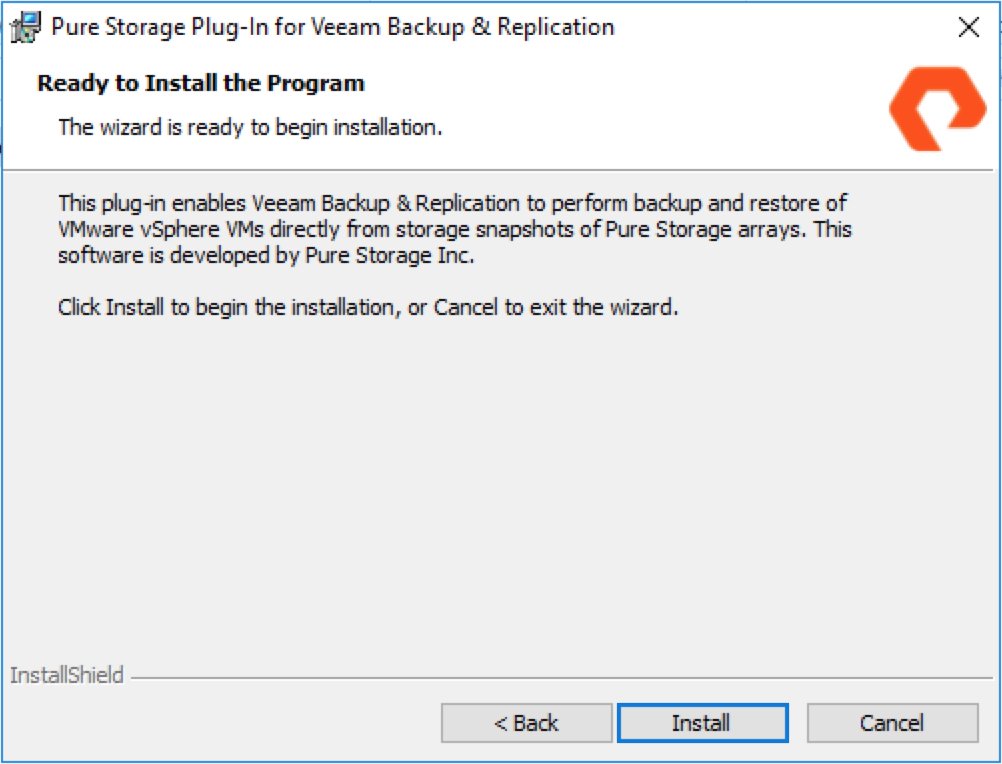 Pure Storage Plug-In for Veeam Backup & Replication
Ready to Install the Program
The wizard is ready to begin installation.
This plug-in enables Veeam Backup & Replication to perform backup and restore of
VMware vSphere VMs directly from storage snapshots of Pure Storage arrays. This
software is developed by Pure Storage Inc.
Click Install to begin the installation, or Cancel to exit the wizard.
InstallShield
< Back
Install
Cancel